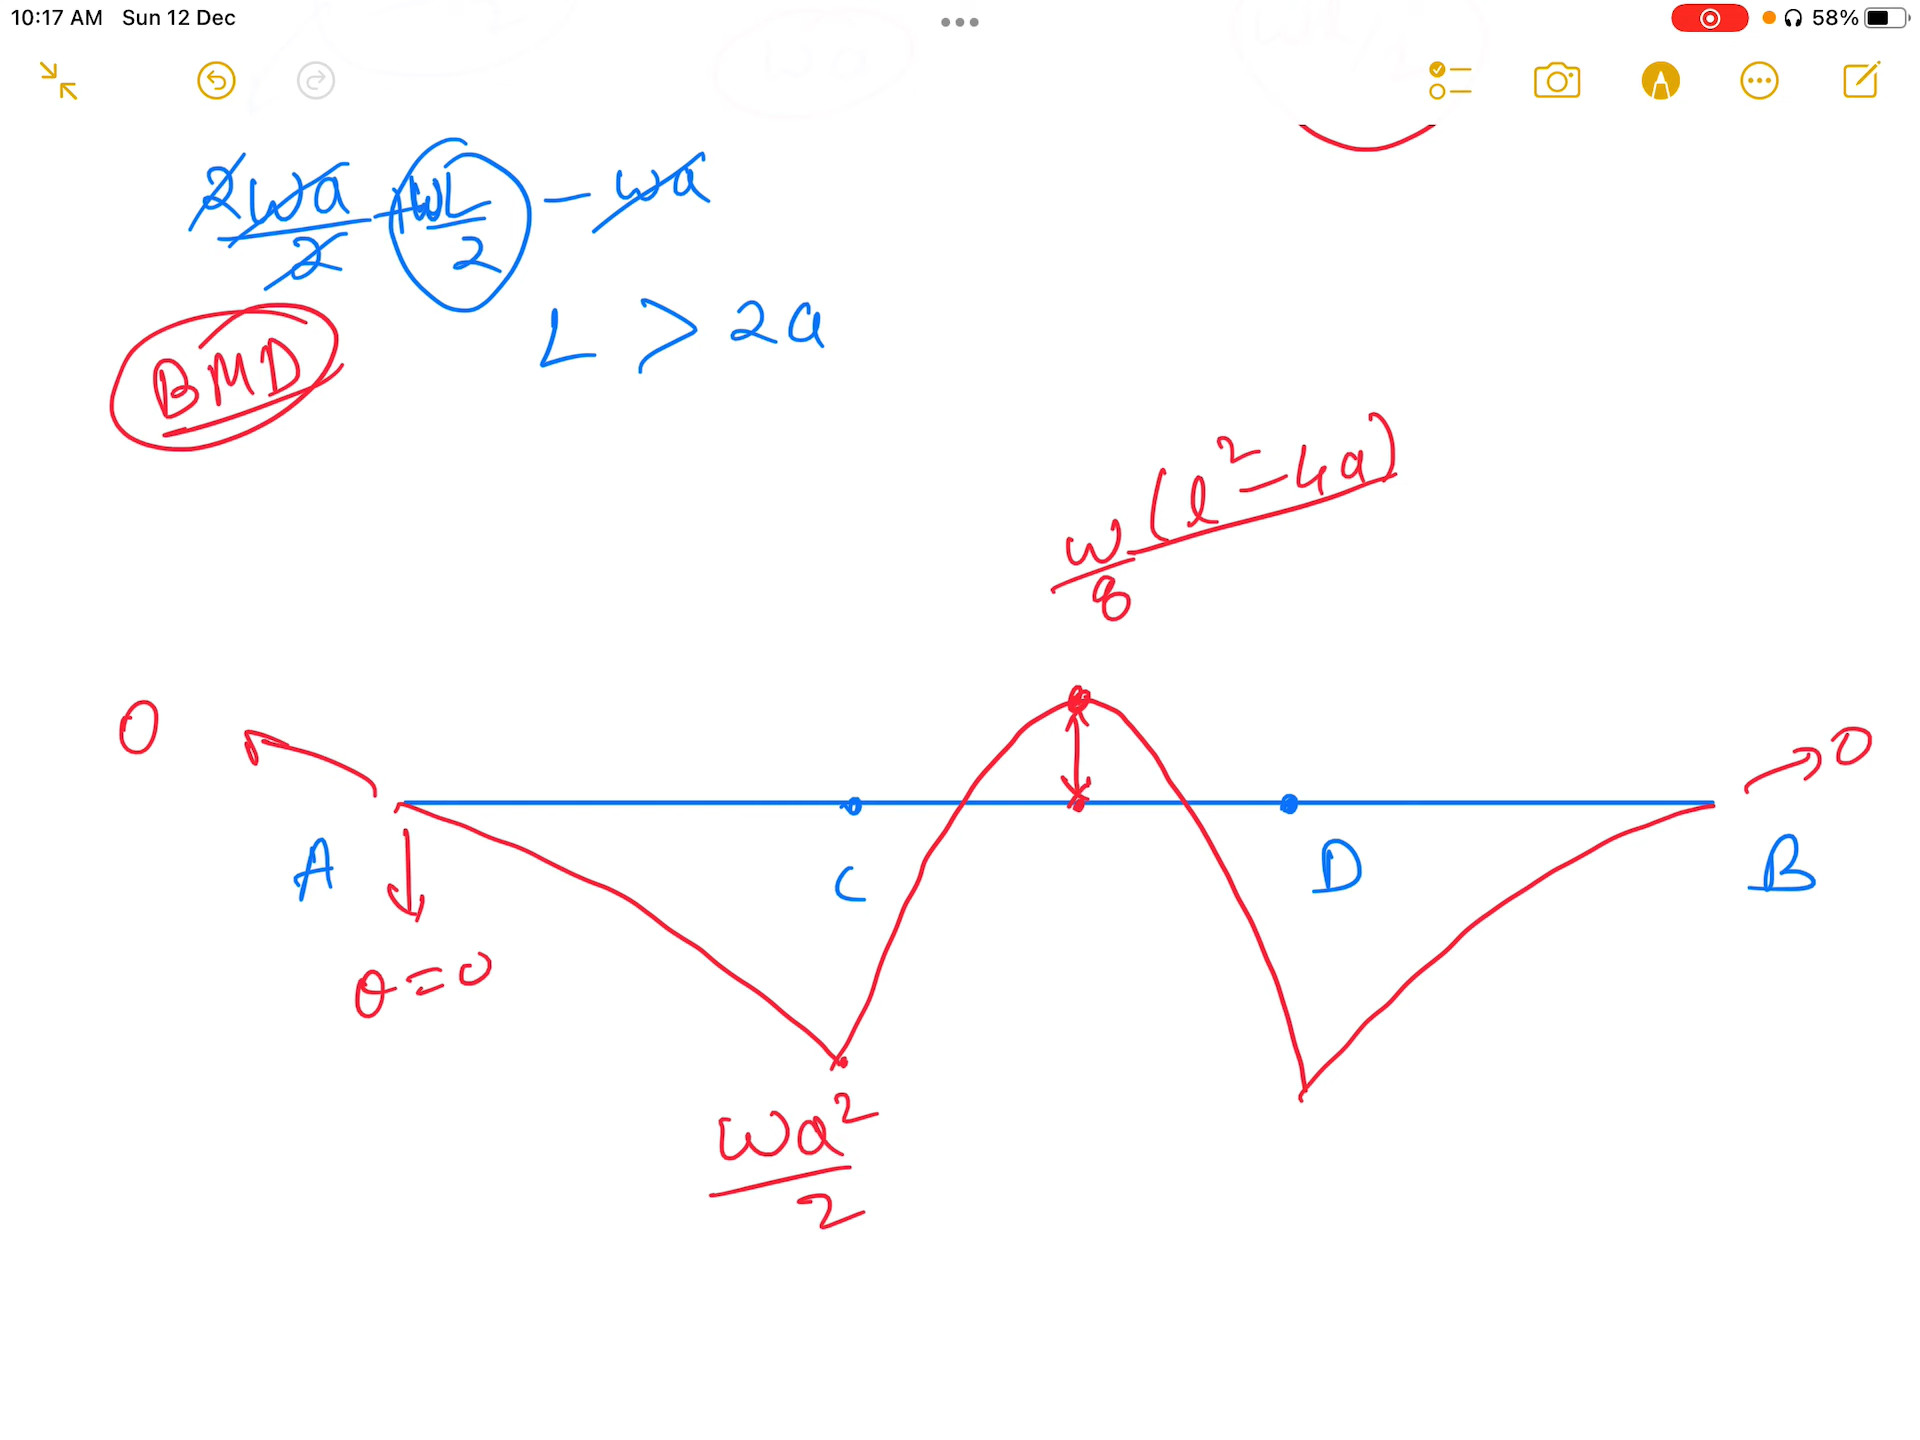 10:17 AM Sun 12 Dec 58%
2wa/2 + WL/2 - wa
L > 2a
BMD
w/8 (l² - 4a)
0 0
A C D B
θ = 0
wa²/2